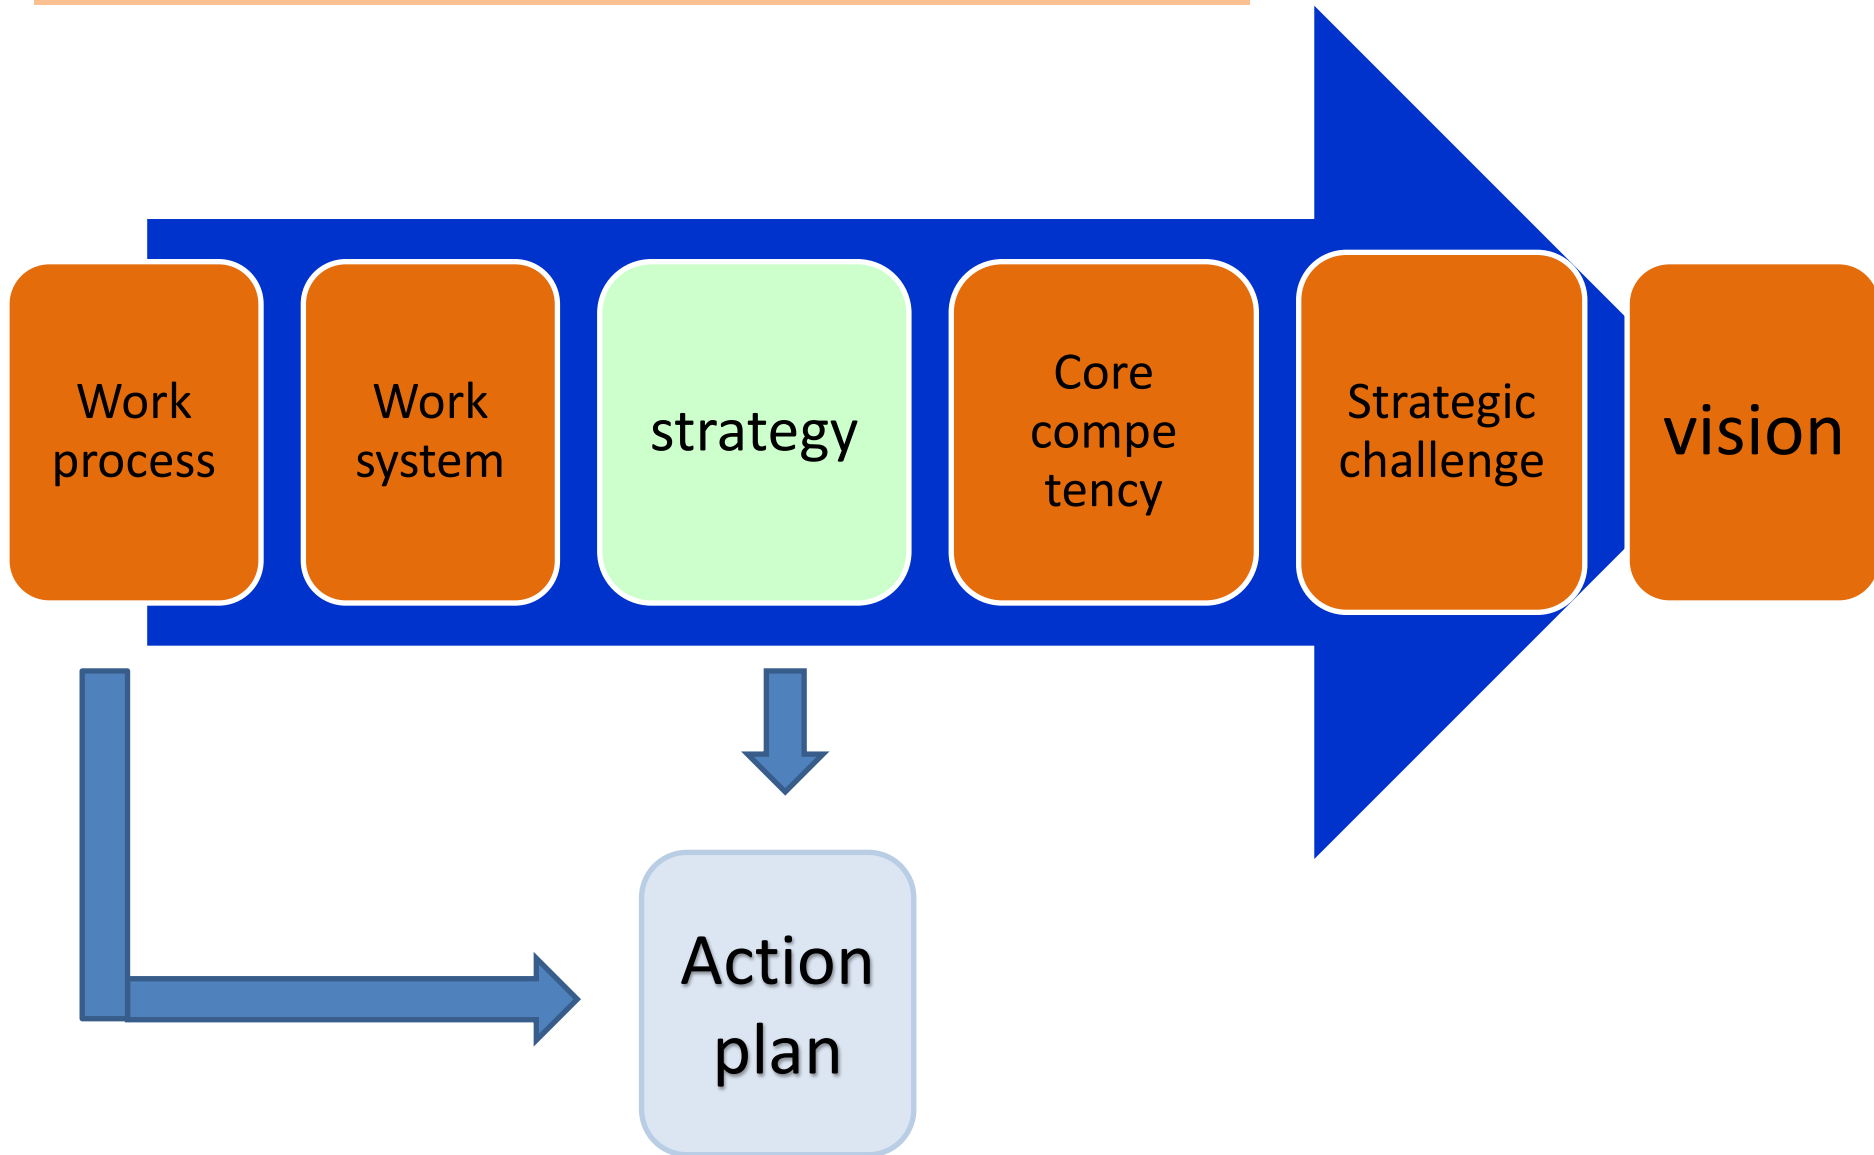 Work
process
Work
system
strategy
Core
compe
tency
Strategic
challenge
vision
Action
plan